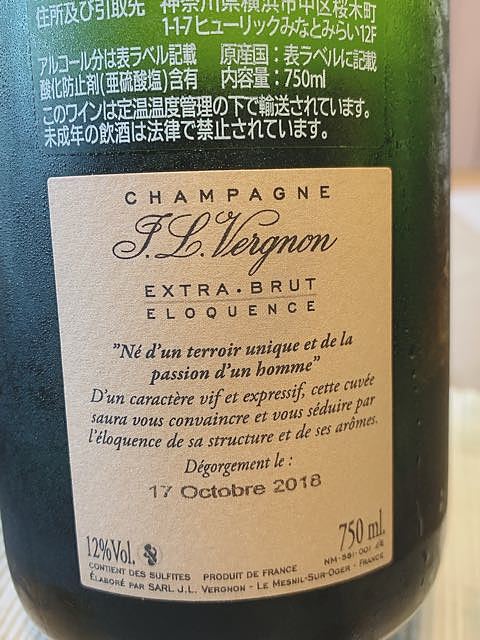 住所及び引取先 神奈川県横浜市中区桜木町
1-1-7ヒューリックみなとみらい12F
アルコール分は表ラベル記載 原産国：表ラベルに記載
酸化防止剤(亜硫酸塩)含有 内容量：750ml
このワインは定温温度管理の下で輸送されています。
未成年の飲酒は法律で禁止されています。
CHAMPAGNE
J.L.Vergnon
EXTRA·BRUT
ELOQUENCE
"Né d'un terroir unique et de la
passion d'un homme"
D'un caractère vif et expressif, cette cuvée
saura vous convaincre et vous séduire par
l'éloquence de sa structure et de ses arômes.
Dégorgement le :
17 Octobre 2018
12%Vol. 750 ml.
CONTIENT DES SULFITES PRODUIT DE FRANCE NM-581-001
ÉLABORÉ PAR SARL J.L. VERGNON - LE MESNIL-SUR-OGER - FRANCE